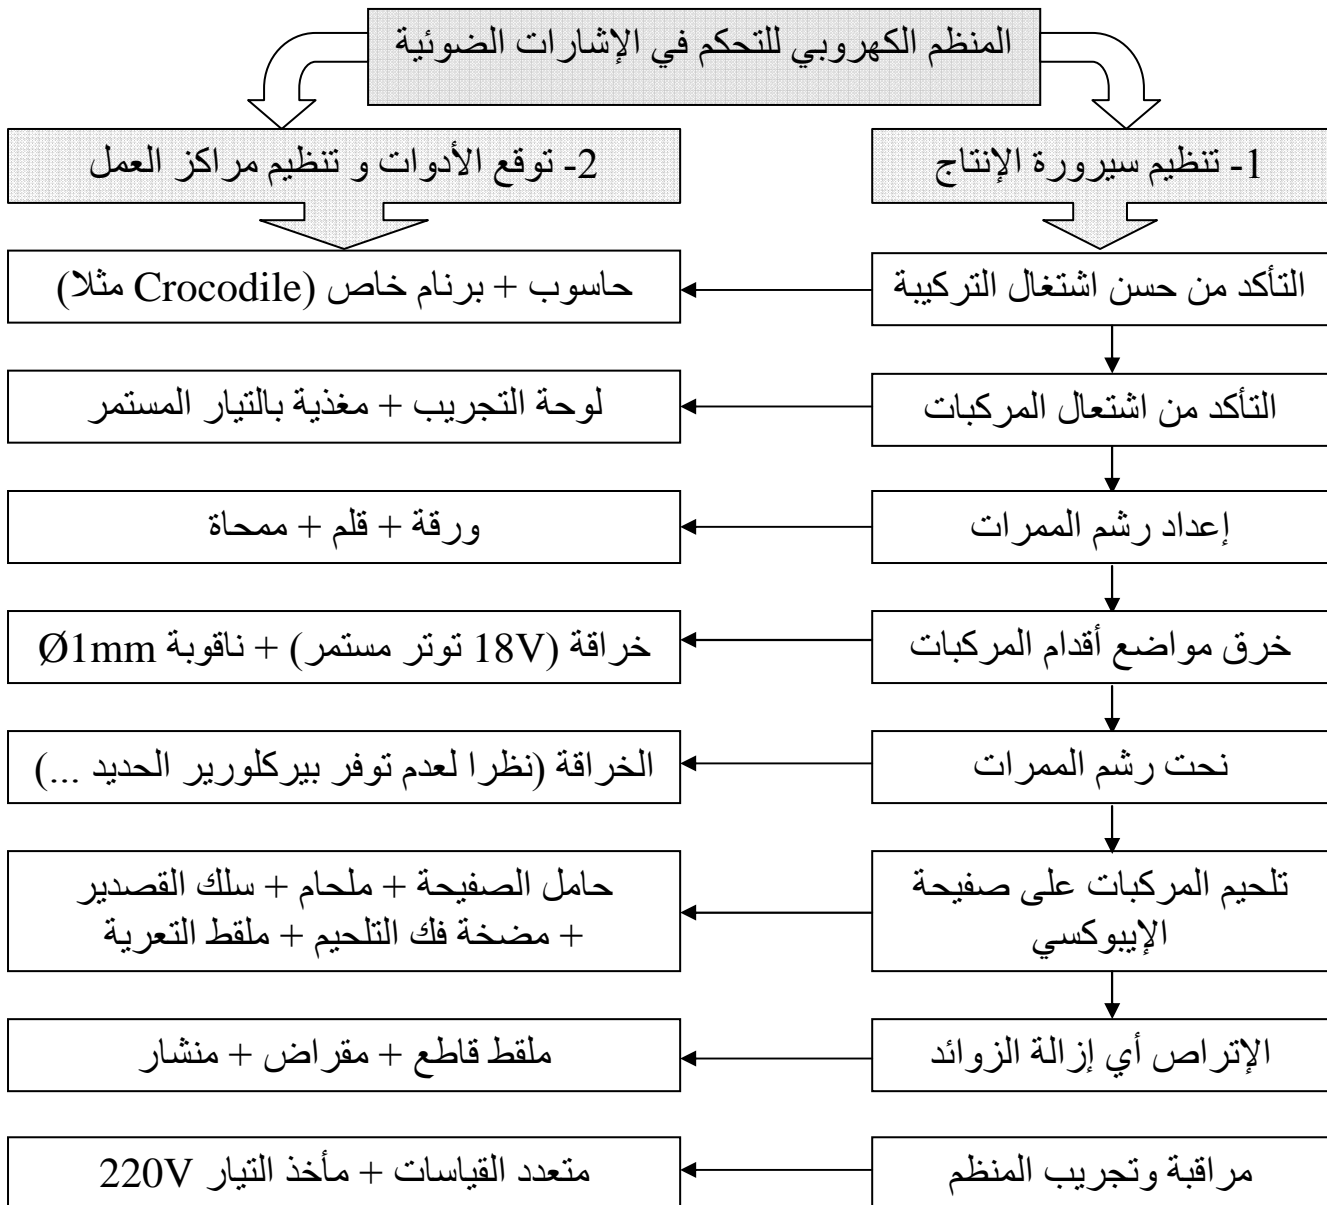 المنظم الكهروبي للتحكم في الإشارات الضوئية
1- تنظيم سيرورة الإنتاج
2- توقع الأدوات و تنظيم مراكز العمل
التأكد من حسن اشتغال التركيبة
حاسوب + برنام خاص (Crocodile مثلا)
التأكد من اشتعال المركبات
لوحة التجريب + مغذية بالتيار المستمر
إعداد رشم الممرات
ورقة + قلم + ممحاة
خرق مواضع أقدام المركبات
خراقة (18V توتر مستمر) + ناقوبة Ø1mm
نحت رشم الممرات
الخراقة (نظرا لعدم توفر بيركلورير الحديد ...)
تلحيم المركبات على صفيحة
الإيبوكسي
حامل الصفيحة + ملحام + سلك القصدير
+ مضخة فك التلحيم + ملقط التعرية
الإتراص أي إزالة الزوائد
ملقط قاطع + مقراض + منشار
مراقبة وتجريب المنظم
متعدد القياسات + مأخذ التيار 220V